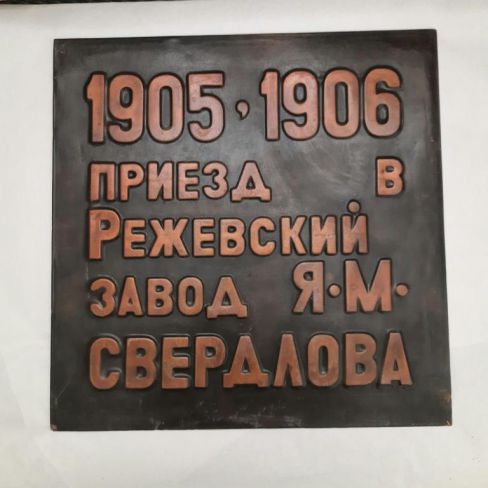 1905, 1906
ПРИЕЗД В
РЕЖЕВСКИЙ
ЗАВОД Я·М·
СВЕРДЛОВА